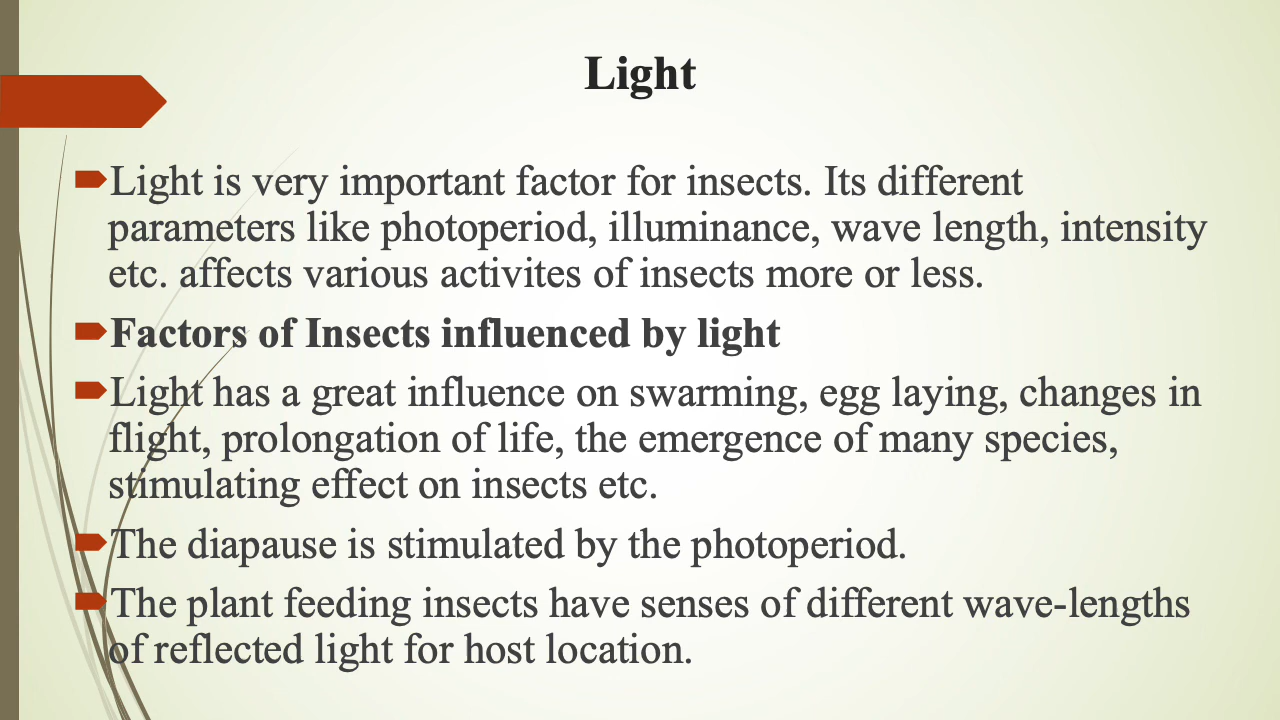 Light
Light is very important factor for insects. Its different
parameters like photoperiod, illuminance, wave length, intensity
etc. affects various activites of insects more or less.
Factors of Insects influenced by light
Light has a great influence on swarming, egg laying, changes in
flight, prolongation of life, the emergence of many species,
stimulating effect on insects etc.
The diapause is stimulated by the photoperiod.
The plant feeding insects have senses of different wave-lengths
of reflected light for host location.